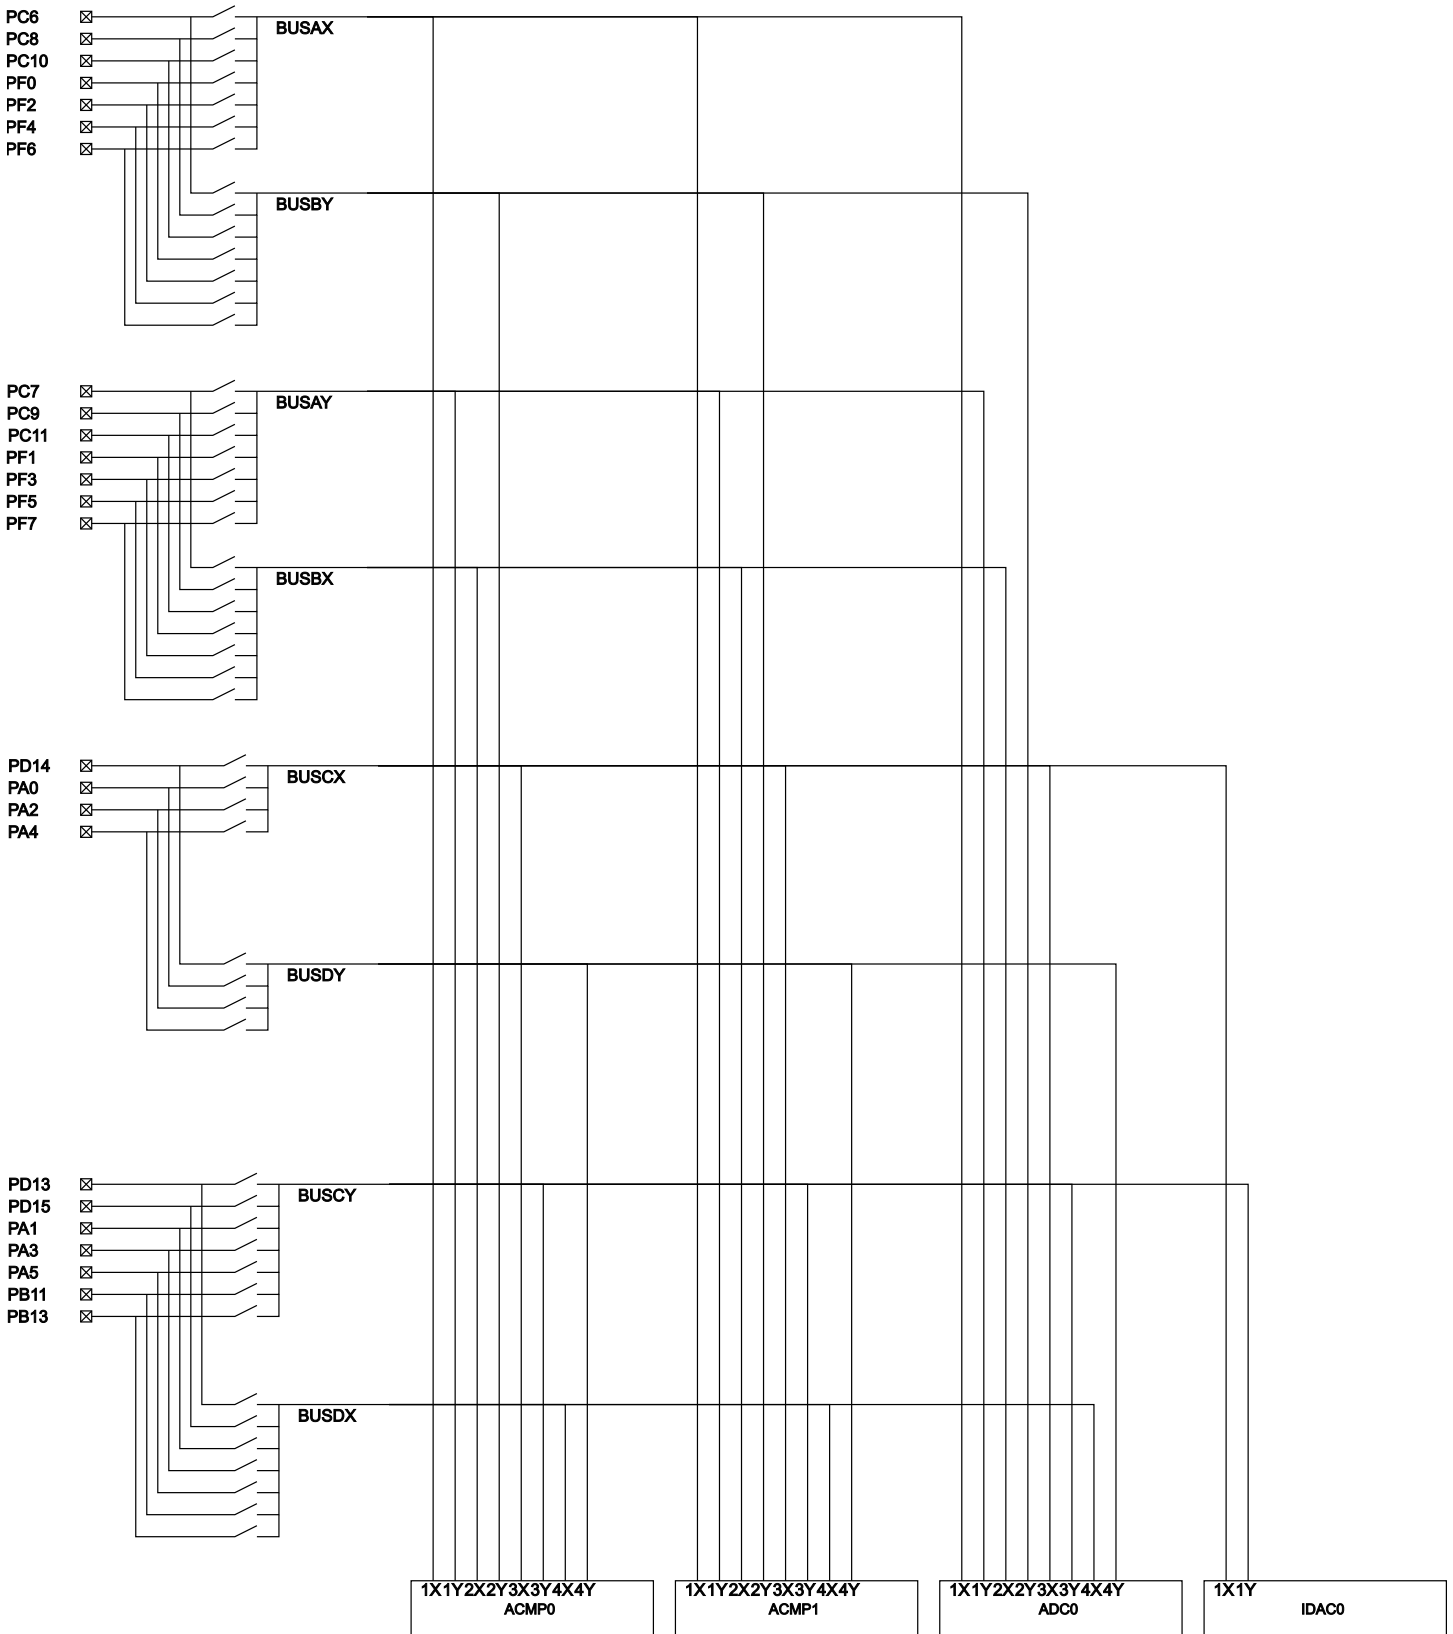 PC6
BUSAX
PC8
PC10
PF0
PF2
PF4
PF6
BUSBY
PC7
BUSAY
PC9
PC11
PF1
PF3
PF5
PF7
BUSBX
PD14
BUSCX
PA0
PA2
PA4
BUSDY
PD13
BUSCY
PD15
PA1
PA3
PA5
PB11
PB13
BUSDX
1X1Y2X2Y3X3Y4X4Y
ACMP0
1X1Y2X2Y3X3Y4X4Y
ACMP1
1X1Y2X2Y3X3Y4X4Y
ADC0
1X1Y
IDAC0